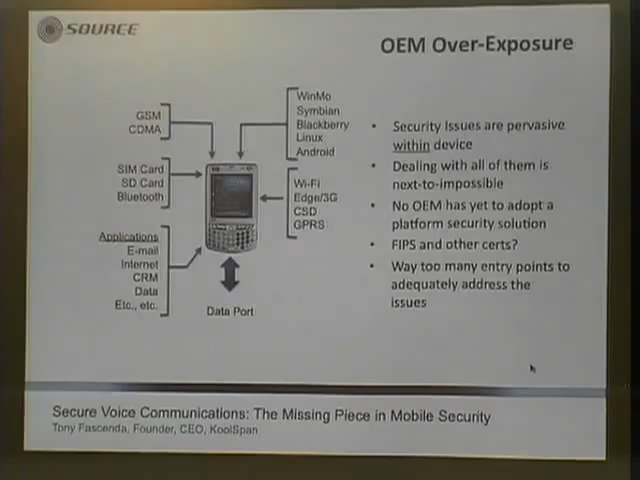 SOURCE
OEM Over-Exposure
GSM
CDMA
SIM Card
SD Card
Bluetooth
Applications
E-mail
Internet
CRM
Data
Etc., etc.
WinMo
Symbian
Blackberry
Linux
Android
Wi-Fi
Edge/3G
CSD
GPRS
Data Port
• Security Issues are pervasive
within device
• Dealing with all of them is
next-to-impossible
• No OEM has yet to adopt a
platform security solution
• FIPS and other certs?
• Way too many entry points to
adequately address the
issues
Secure Voice Communications: The Missing Piece in Mobile Security
Tony Fascenda, Founder, CEO, KoolSpan